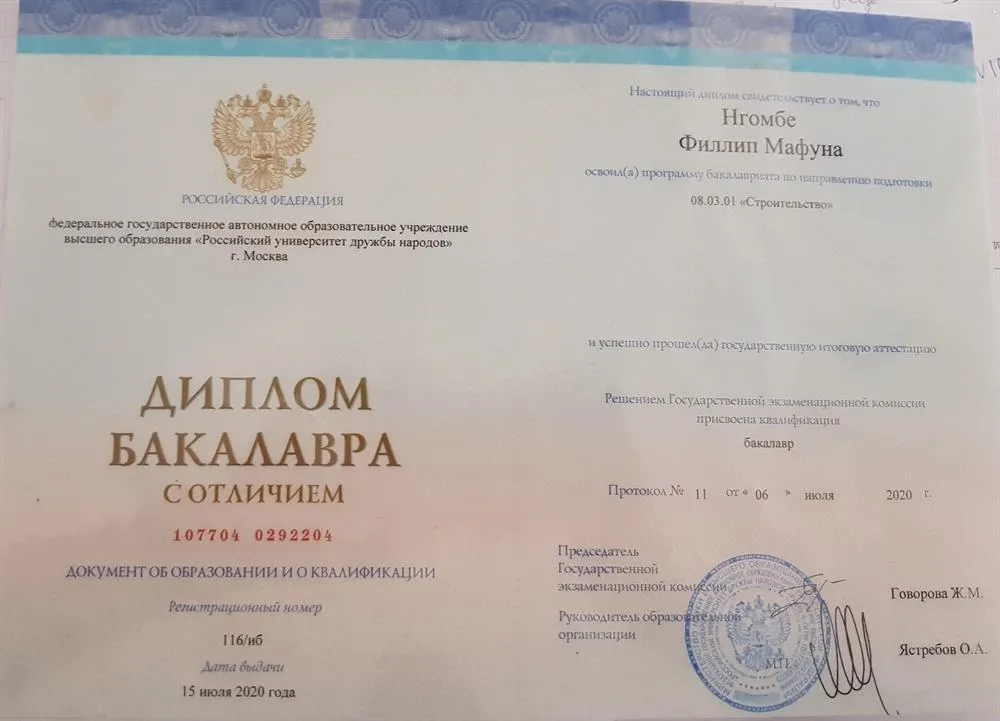 РОССИЙСКАЯ ФЕДЕРАЦИЯ
федеральное государственное автономное образовательное учреждение
высшего образования «Российский университет дружбы народов»
г. Москва
ДИПЛОМ
БАКАЛАВРА
С ОТЛИЧИЕМ
107704 0292204
ДОКУМЕНТ ОБ ОБРАЗОВАНИИ И О КВАЛИФИКАЦИИ
Регистрационный номер
116/иб
Дата выдачи
15 июля 2020 года
Настоящий диплом свидетельствует о том, что
Нгомбе
Филлип Мафуна
освоил(а) программу бакалавриата по направлению подготовки
08.03.01 «Строительство»
и успешно прошел(ла) государственную итоговую аттестацию
Решением Государственной экзаменационной комиссии
присвоена квалификация
бакалавр
Протокол № 11 от « 06 » июля 2020 г.
Председатель
Государственной
экзаменационной комиссии
Говорова Ж.М.
Руководитель образовательной
организации
Ястребов О.А.
М.П.